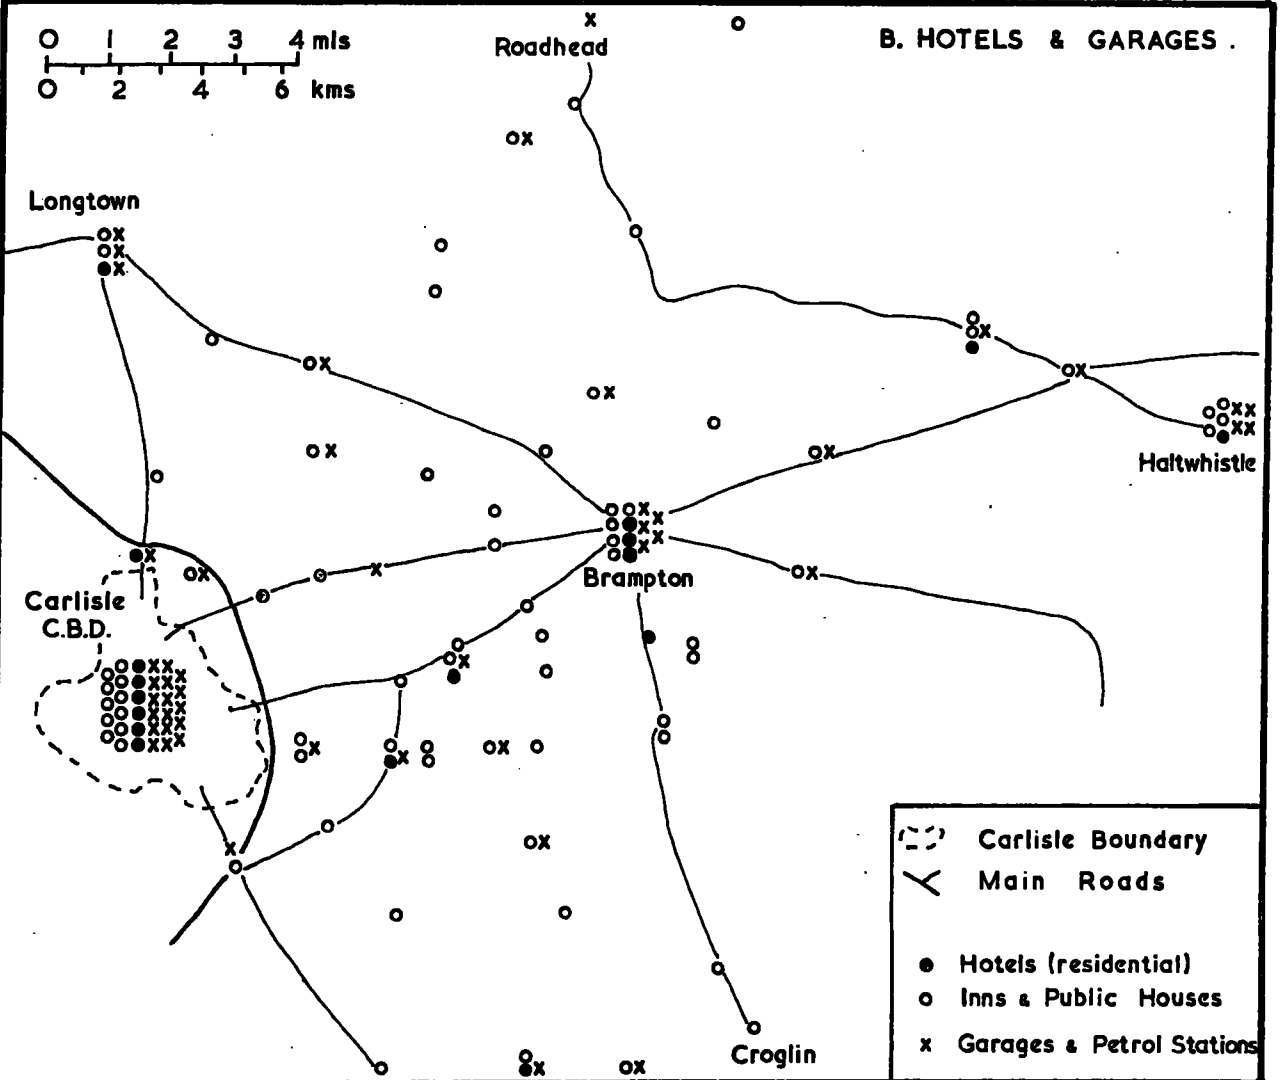 0 1 2 3 4 mls
0 2 4 6 kms
B. HOTELS & GARAGES.
Roadhead
Longtown
Haltwhistle
Brampton
Carlisle
C.B.D.
Croglin
Carlisle Boundary
Main Roads
Hotels (residential)
Inns & Public Houses
x Garages & Petrol Stations